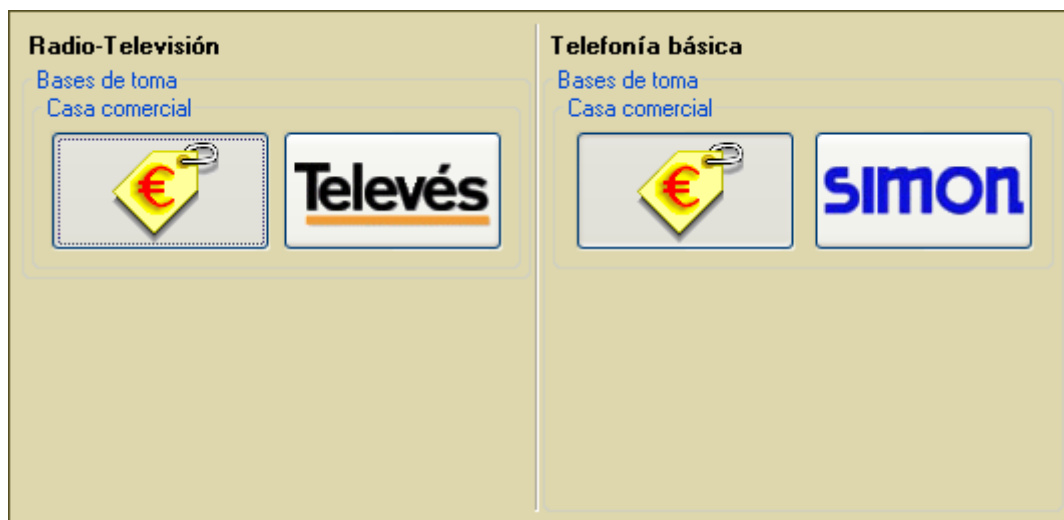 Radio-Televisión
Bases de toma
Casa comercial
€
Televés
Telefonía básica
Bases de toma
Casa comercial
€
SIMON